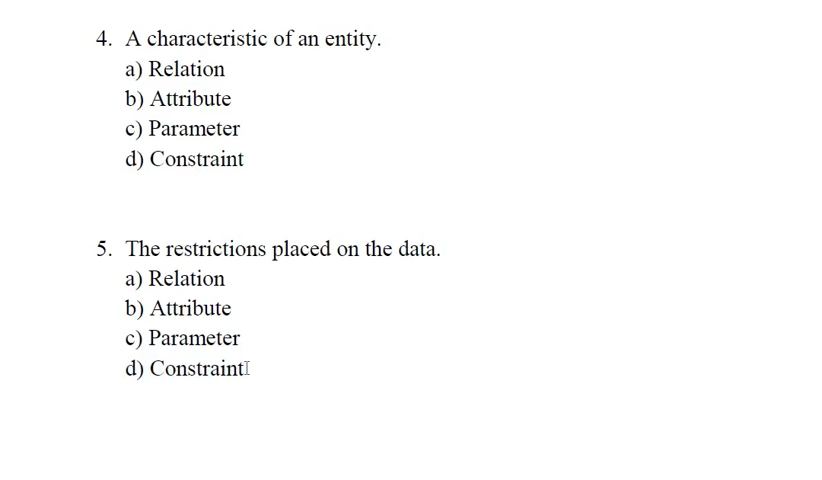 4. A characteristic of an entity.
a) Relation
b) Attribute
c) Parameter
d) Constraint
5. The restrictions placed on the data.
a) Relation
b) Attribute
c) Parameter
d) Constraint